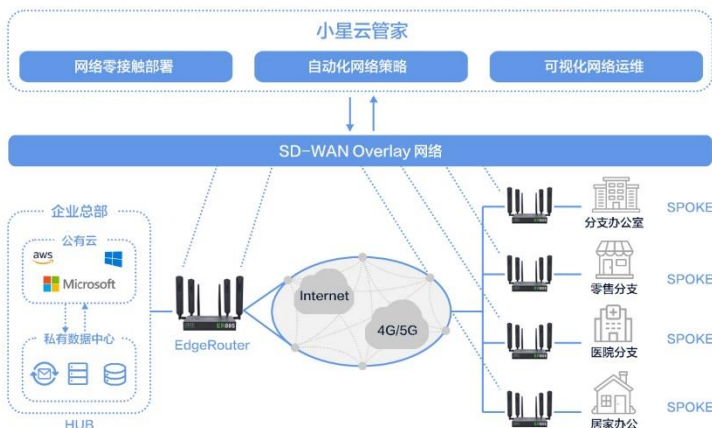 小星云管家
网络零接触部署
自动化网络策略
可视化网络运维
SD-WAN Overlay 网络
企业总部
公有云
aws
Microsoft
私有数据中心
HUB
EdgeRouter
Internet
4G/5G
分支办公室
SPOKE
零售分支
SPOKE
医院分支
SPOKE
居家办公
SPOKE